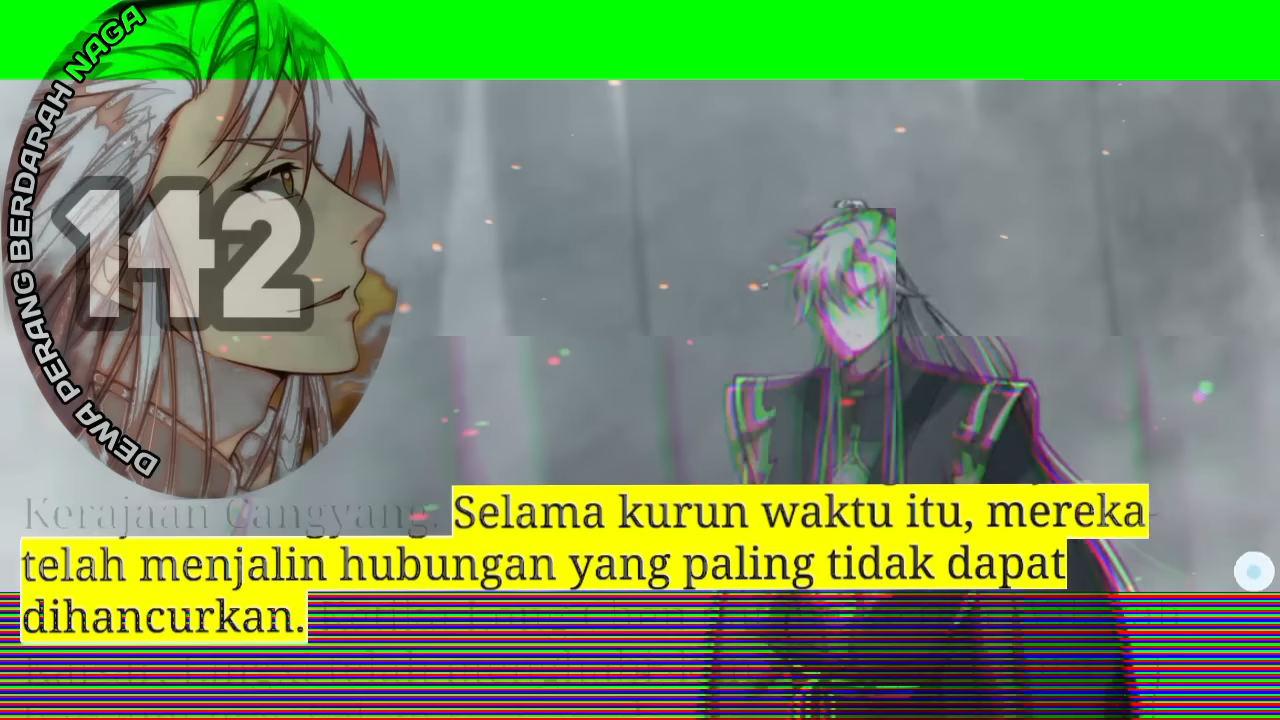 DEWA PERANG BERDARAH NAGA
142
Kerajaan Cangyang. Selama kurun waktu itu, mereka
telah menjalin hubungan yang paling tidak dapat
dihancurkan.